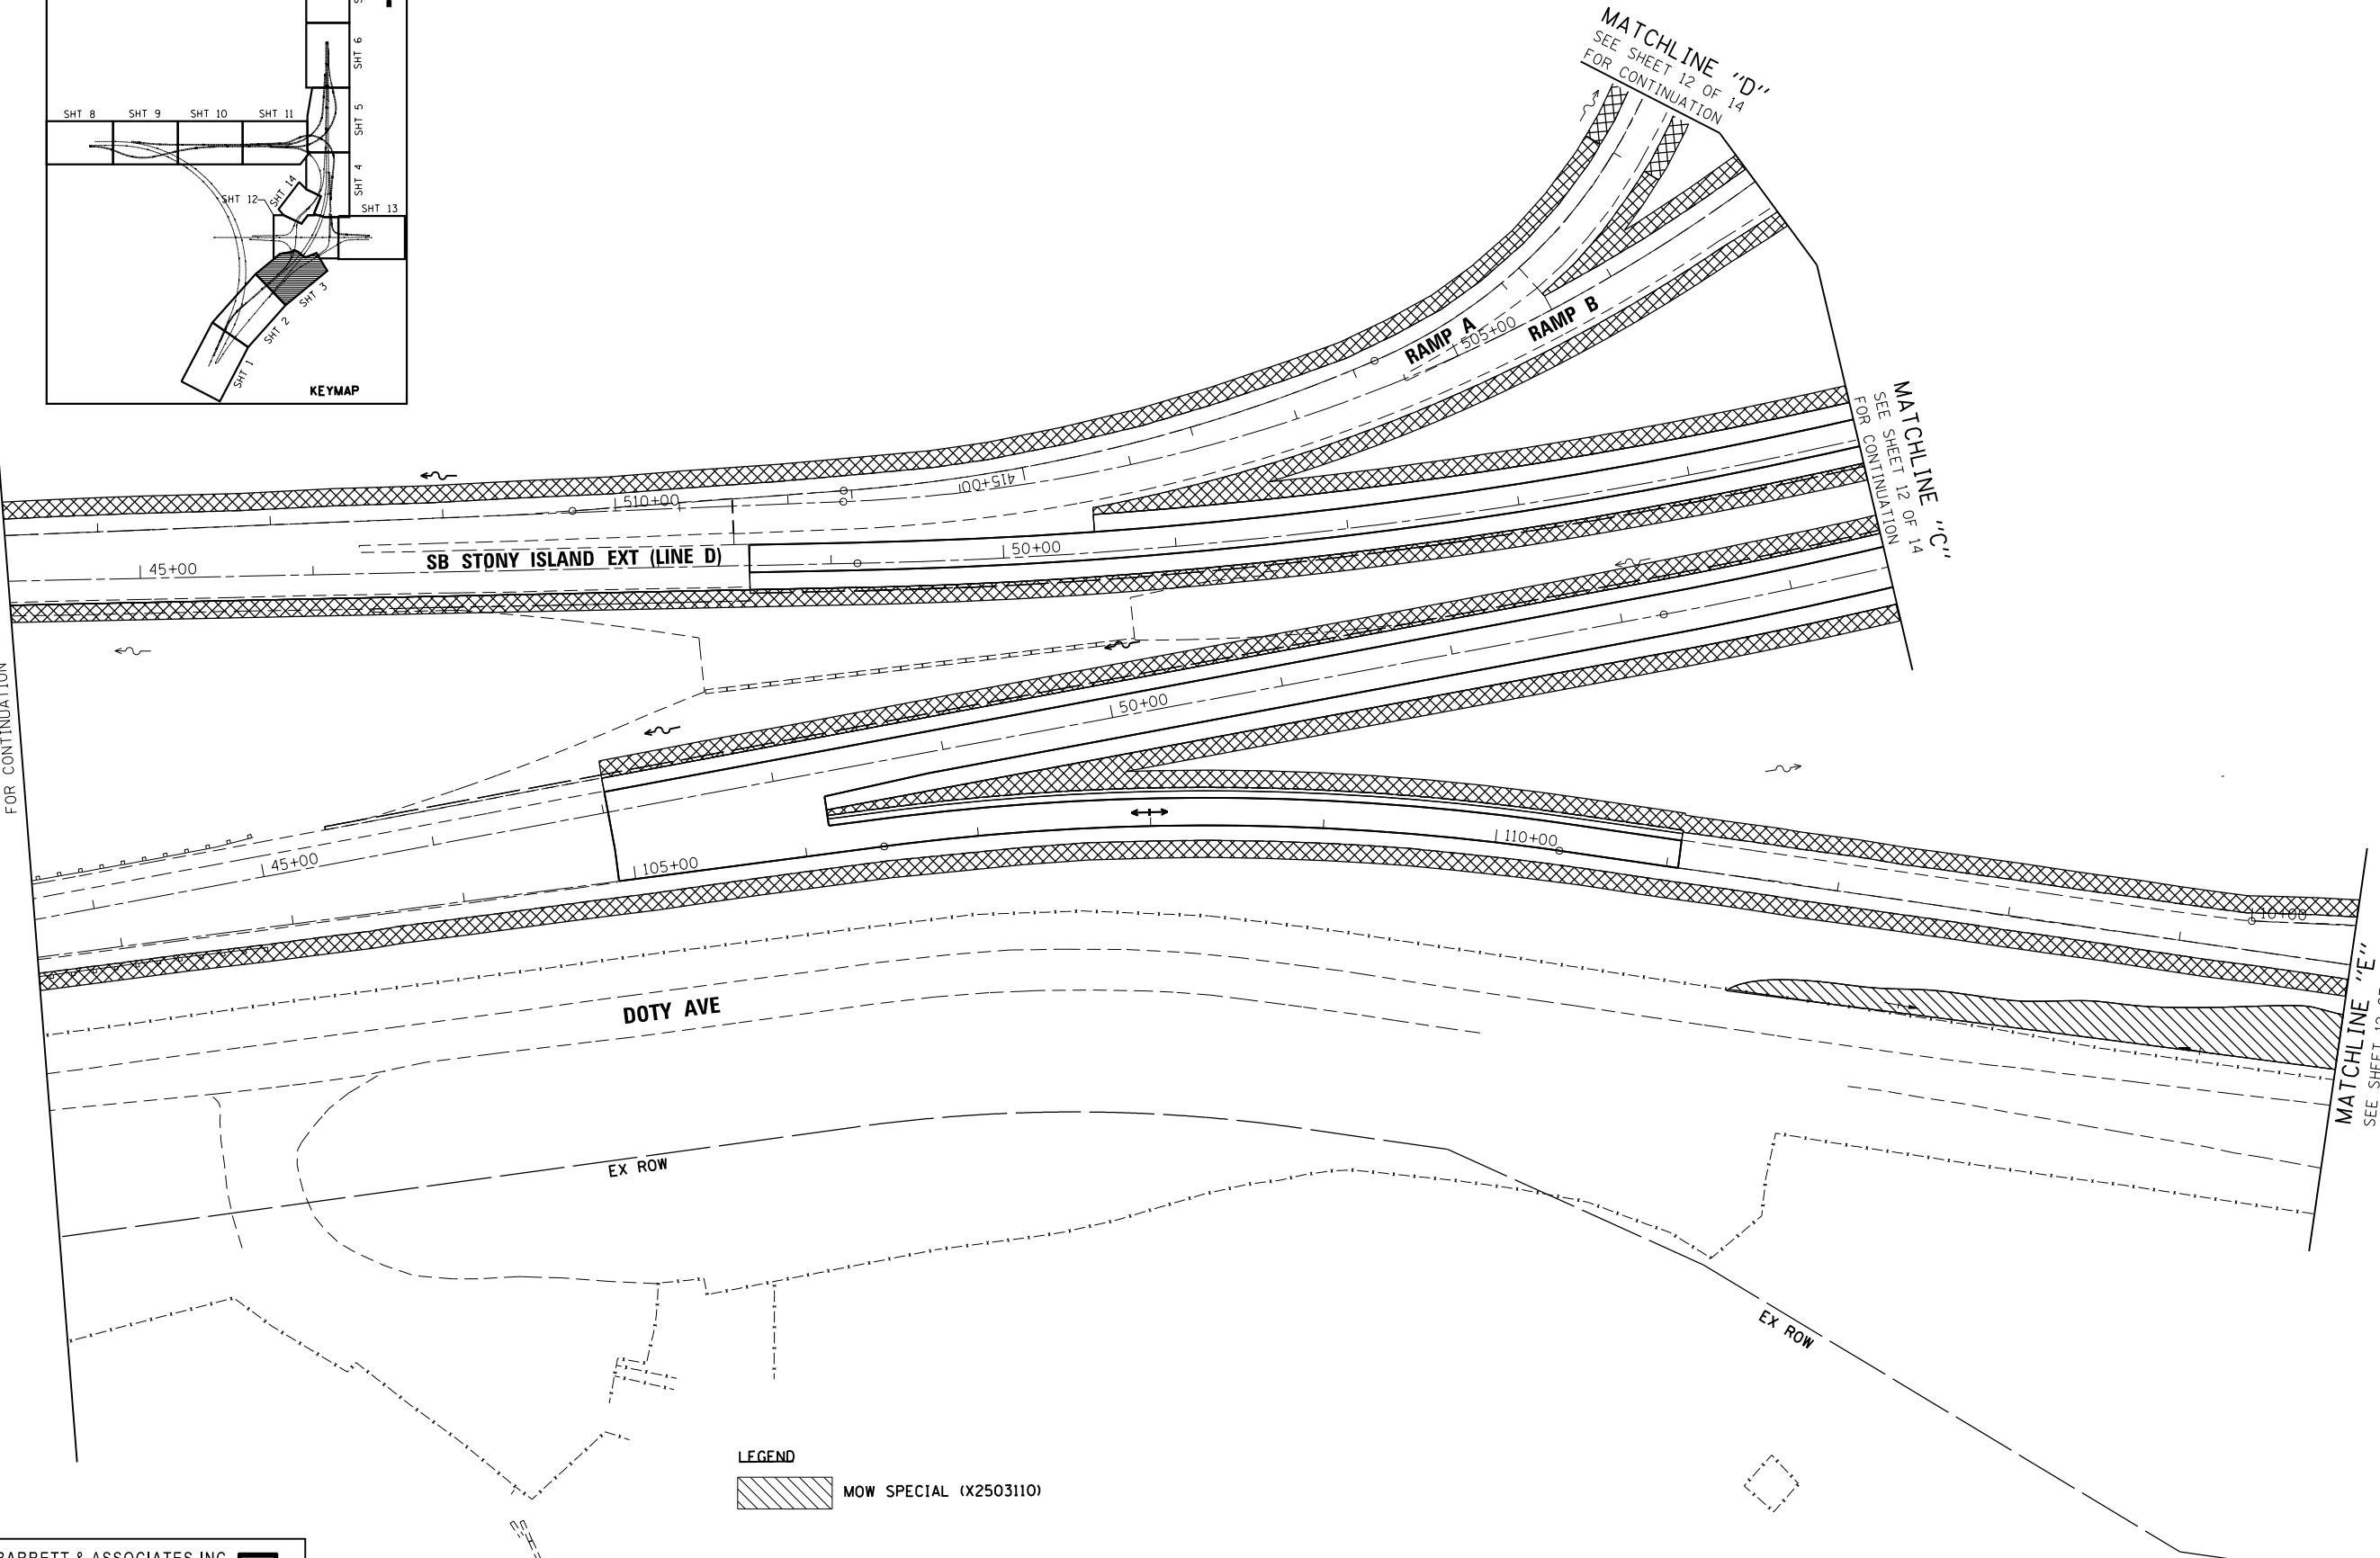 SHT 6
SHT 5
SHT 8
SHT 9
SHT 10
SHT 11
SHT 4
SHT 14
SHT 12
SHT 13
SHT 3
SHT 2
SHT 1
KEYMAP
MATCHLINE "D"
SEE SHEET 12 OF 14
FOR CONTINUATION
RAMP A
505+00
RAMP B
MATCHLINE "C"
SEE SHEET 12 OF 14
FOR CONTINUATION
510+00
415+00
SB STONY ISLAND EXT (LINE D)
50+00
45+00
FOR CONTINUATION
50+00
45+00
105+00
110+00
DOTY AVE
MATCHLINE "E"
EX ROW
EX ROW
LEGEND
MOW SPECIAL (X2503110)